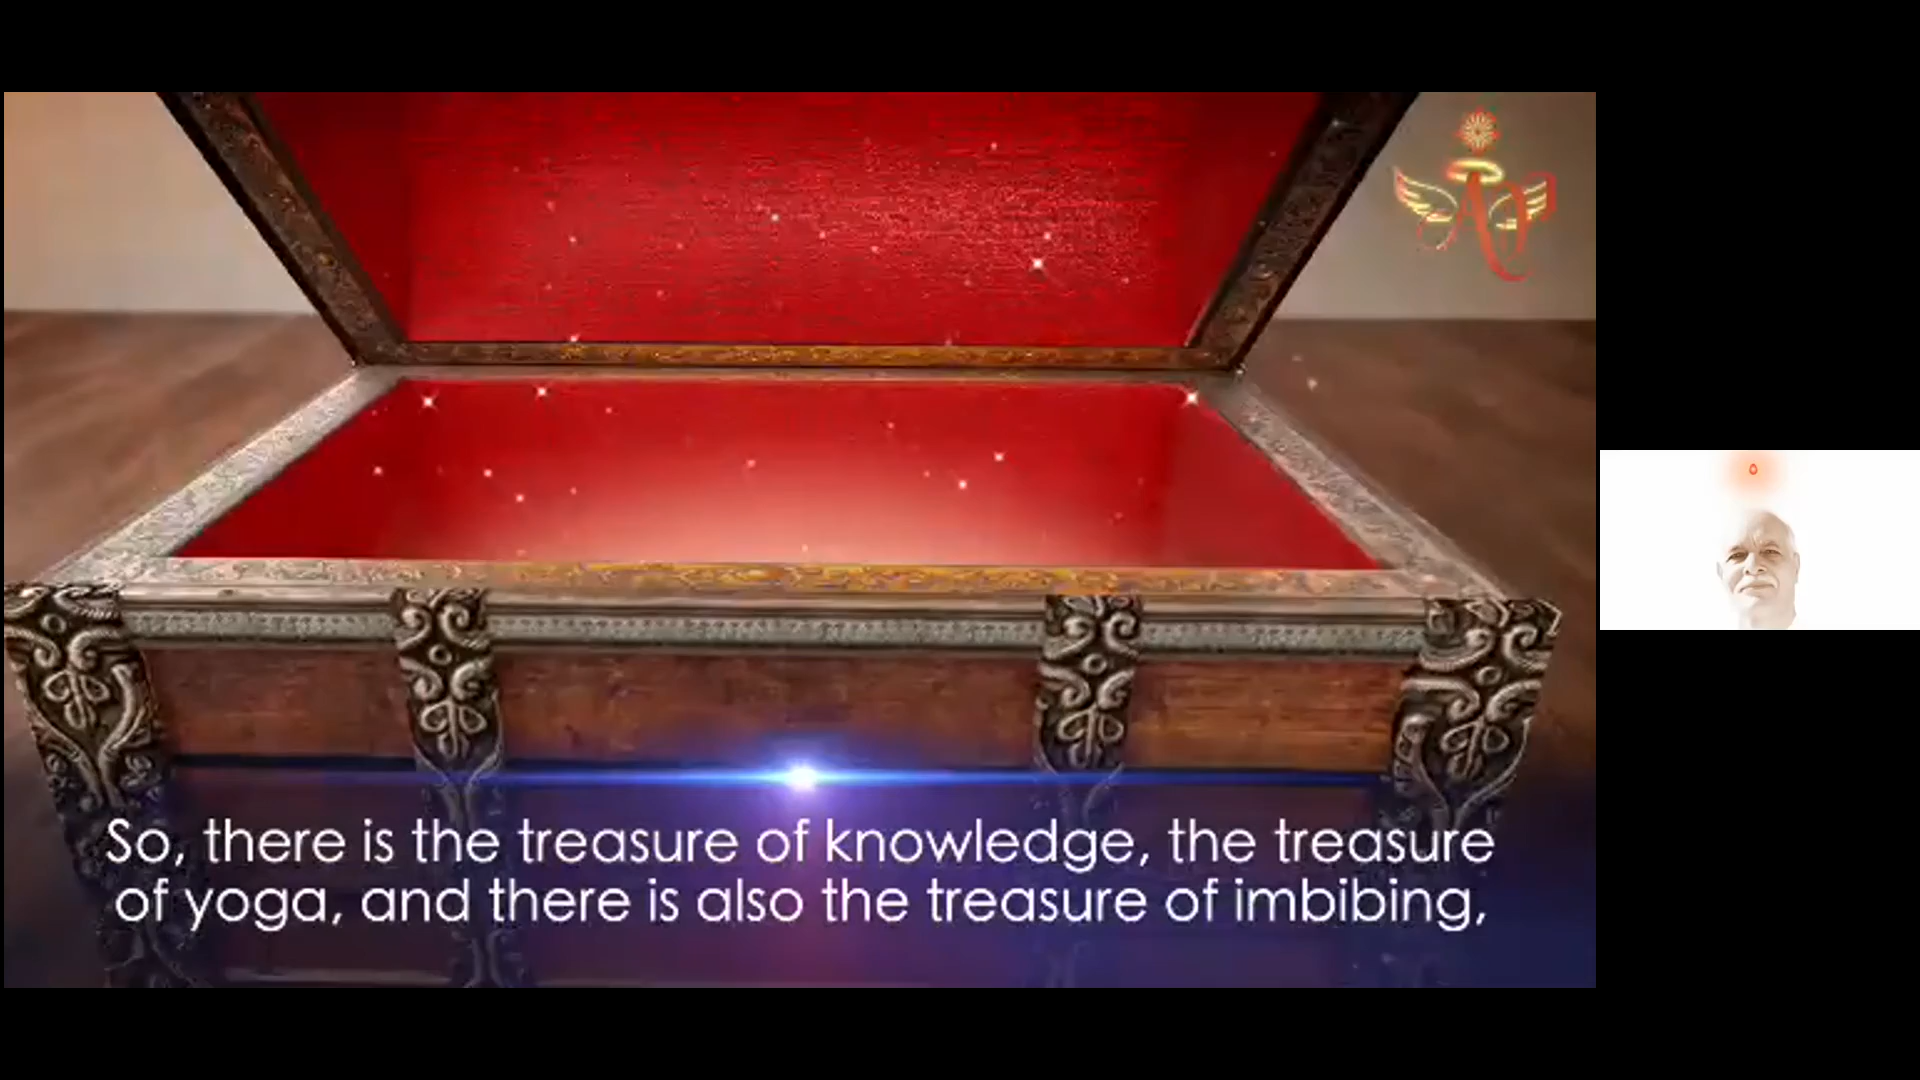 So, there is the treasure of knowledge, the treasure
of yoga, and there is also the treasure of imbibing,